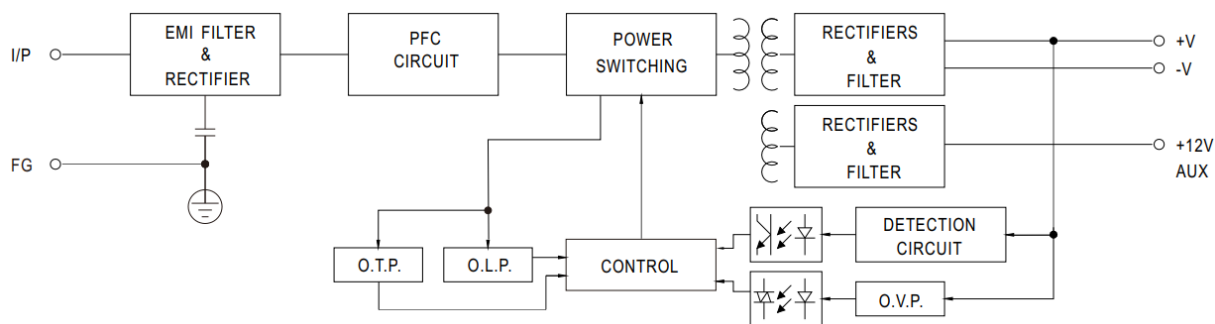 I/P
EMI FILTER
&
RECTIFIER
PFC
CIRCUIT
POWER
SWITCHING
RECTIFIERS
&
FILTER
+V
-V
RECTIFIERS
&
FILTER
+12V
AUX
FG
O.T.P.
O.L.P.
CONTROL
DETECTION
CIRCUIT
O.V.P.